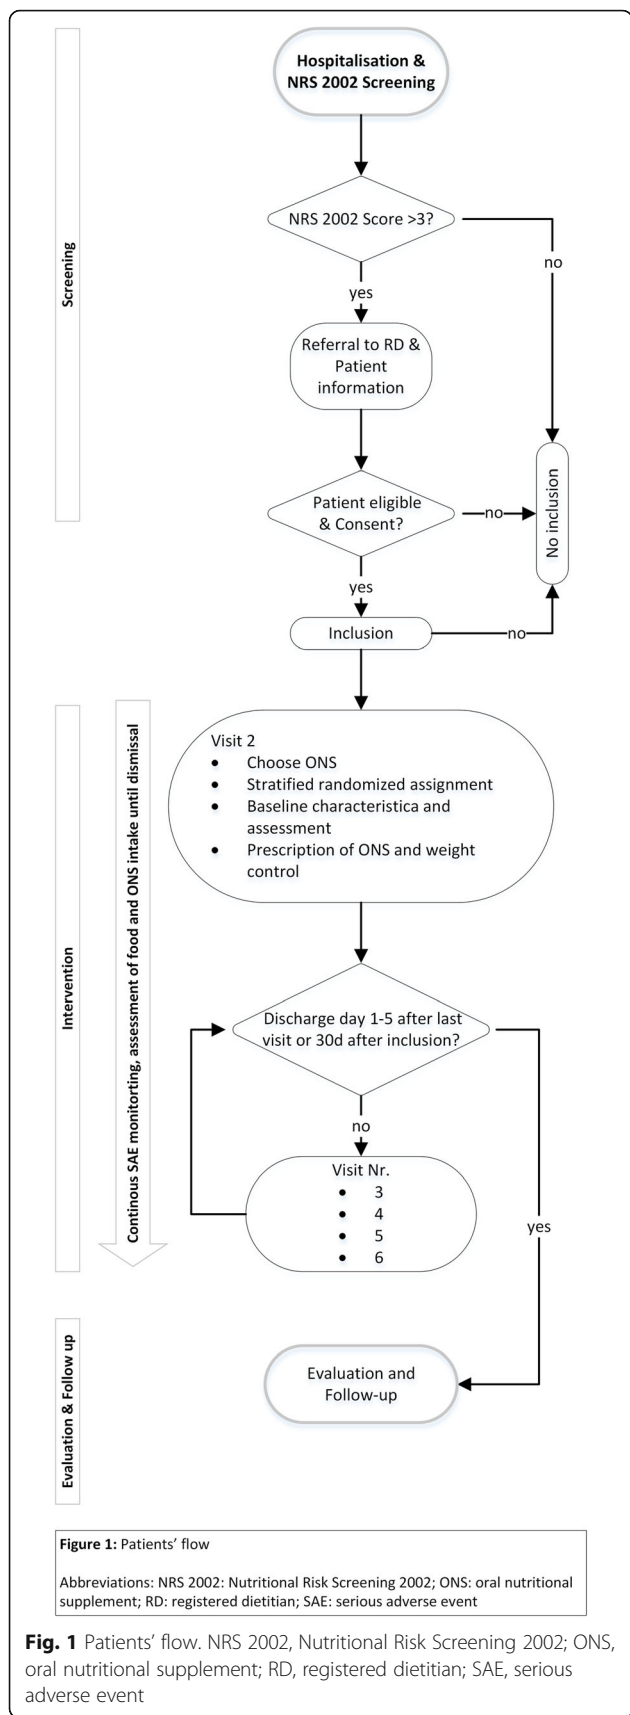 Hospitalisation &
NRS 2002 Screening
NRS 2002 Score >3?
no
yes
Screening
Referral to RD &
Patient
information
Patient eligible
& Consent?
no
No inclusion
yes
Inclusion
no
Visit 2
• Choose ONS
• Stratified randomized assignment
• Baseline characteristica and
assessment
• Prescription of ONS and weight
control
Intervention
Continous SAE monitorting, assessment of food and ONS intake until dismissal
Discharge day 1-5 after last
visit or 30d after inclusion?
no
Visit Nr.
• 3
• 4
• 5
• 6
yes
Evaluation & Follow up
Evaluation and
Follow-up
Figure 1: Patients' flow
Abbreviations: NRS 2002: Nutritional Risk Screening 2002; ONS: oral nutritional
supplement; RD: registered dietitian; SAE: serious adverse event
Fig. 1 Patients' flow. NRS 2002, Nutritional Risk Screening 2002; ONS,
oral nutritional supplement; RD, registered dietitian; SAE, serious
adverse event